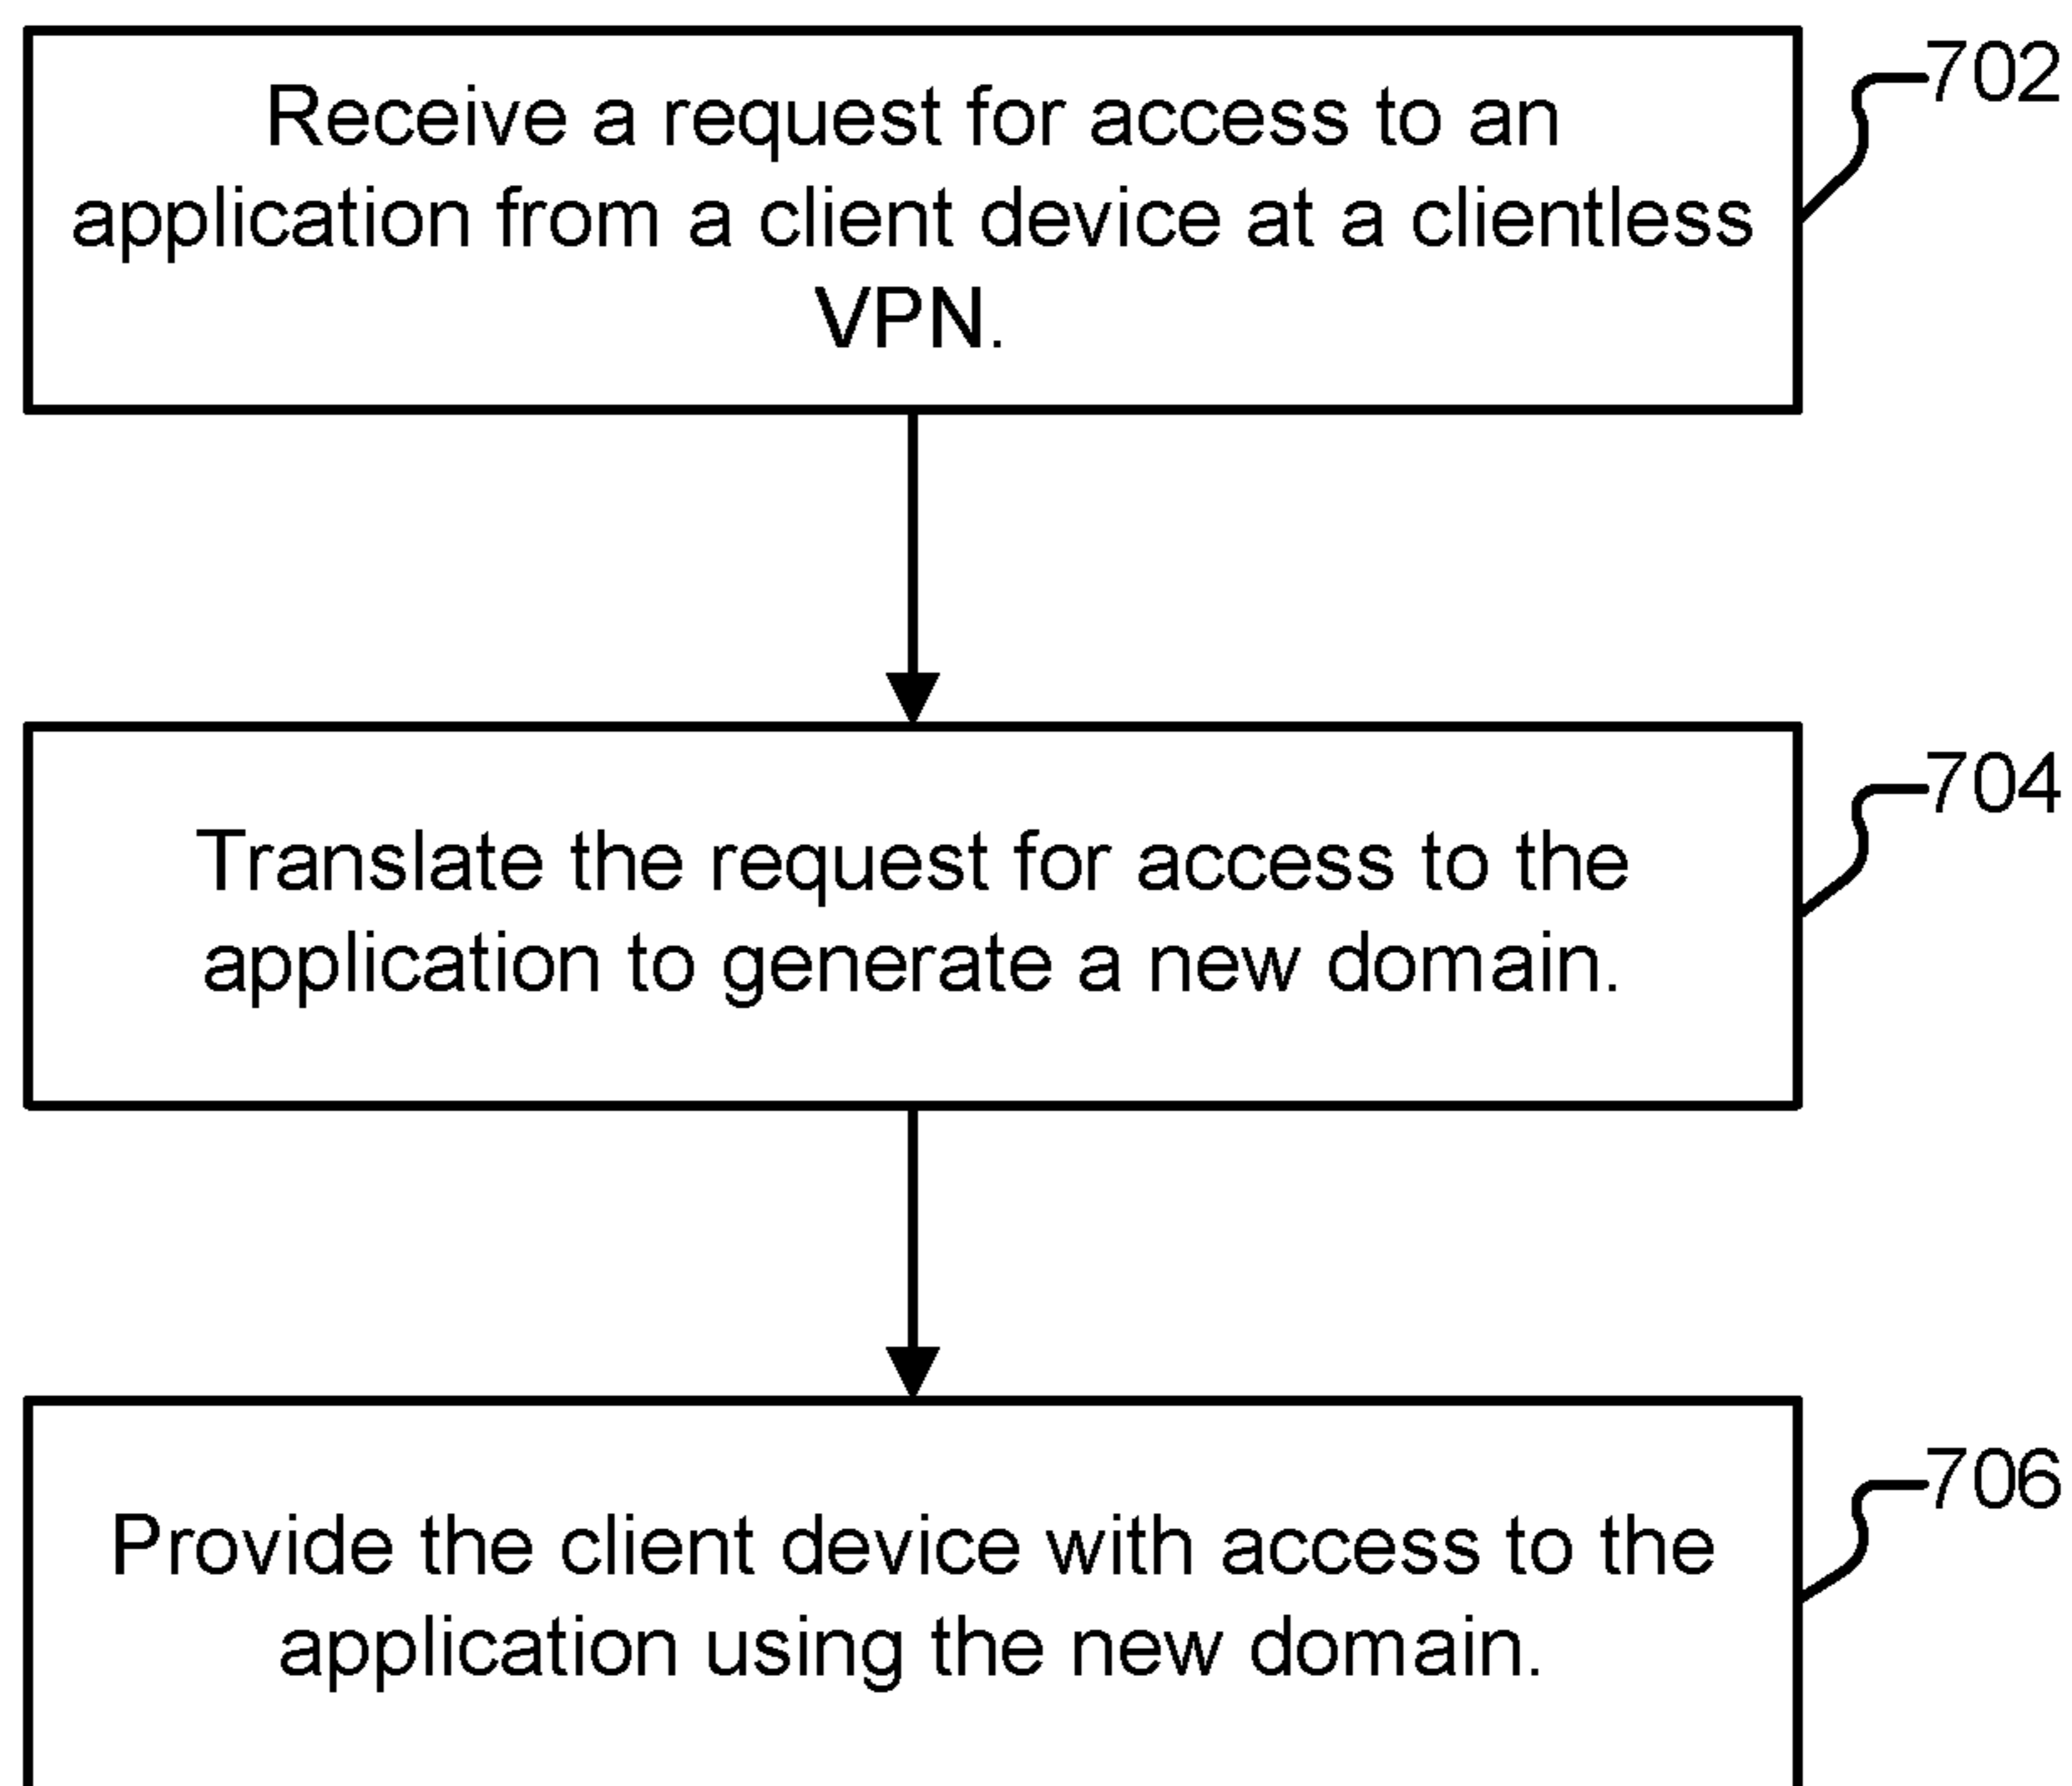 Receive a request for access to an
application from a client device at a clientless
VPN.
702
Translate the request for access to the
application to generate a new domain.
704
Provide the client device with access to the
application using the new domain.
706